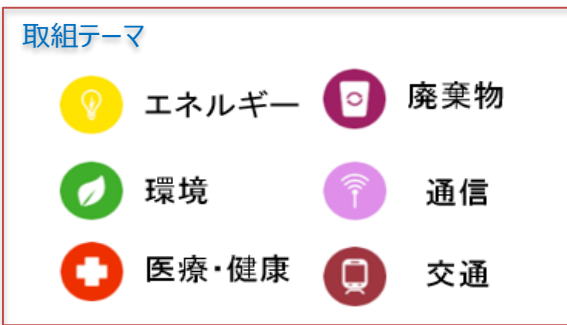 取組テーマ
エネルギー
廃棄物
環境
通信
医療・健康
交通